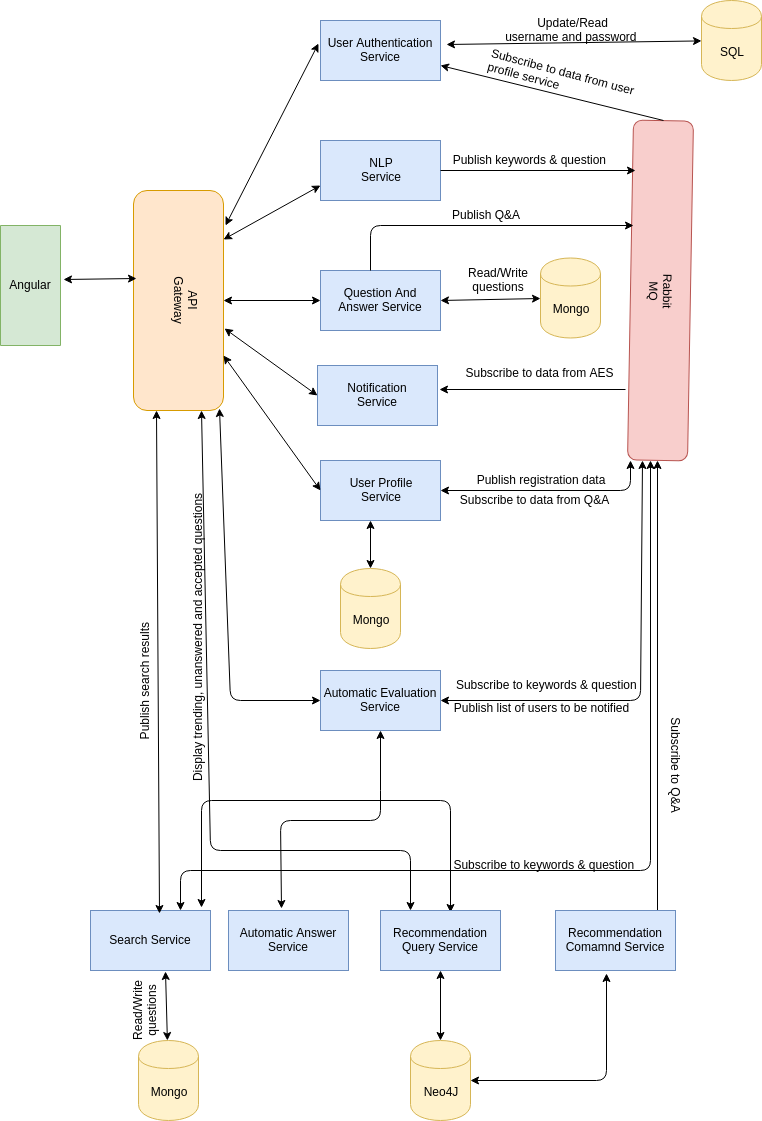 Update/Read
username and password
SQL
User Authentication
Service
Subscribe to data from user
profile service
NLP
Service
Publish keywords & question
Publish Q&A
Angular
API
Gateway
Question And
Answer Service
Read/Write
questions
Mongo
Rabbit
MQ
Notification
Service
Subscribe to data from AES
User Profile
Service
Publish registration data
Subscribe to data from Q&A
Mongo
Publish search results
Display trending, unanswered and accepted questions
Automatic Evaluation
Service
Subscribe to keywords & question
Publish list of users to be notified
Subscribe to Q&A
Subscribe to keywords & question
Search Service
Automatic Answer
Service
Recommendation
Query Service
Recommendation
Comamnd Service
Read/Write
questions
Mongo
Neo4J